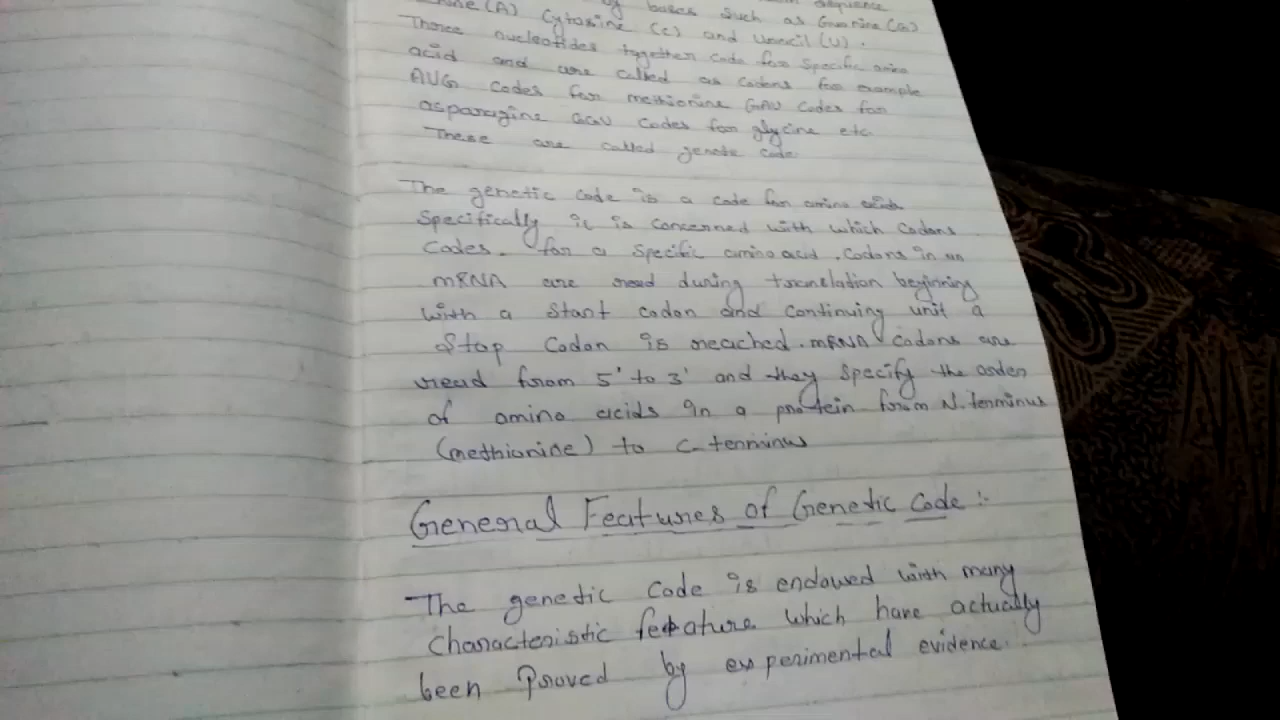 by bases such as Guanine (G)
(A) Cytosine (c) and Uracil (U).
Three nucleotides together code for specific amino
acid and are called as codons for example
AUG codes for methionine GAU codes for
asparagine GGU codes for glycine etc.
These are called genetic code.
The genetic code is a code for amino acids
Specifically it is concerned with which codons
codes. for a specific amino acid. Codons in an
mRNA are read during translation beginning
with a Start codon and continuing unit a
Stop Codon is reached. mRNA codons are
read from 5' to 3' and they specify the order
of amino acids in a protein from N. terminus
(methionine) to C-terminus
General Features of Genetic Code :-
The genetic code is endowed with many
characteristic feature which have actually
been Proved by experimental evidence.